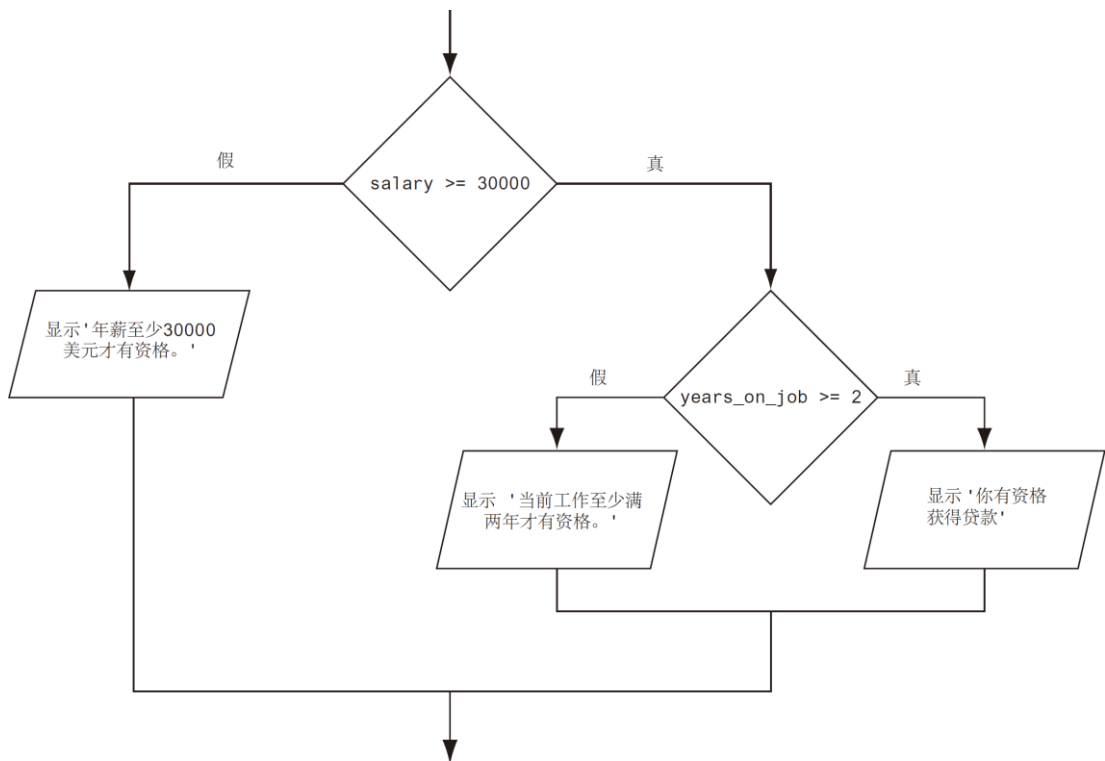 假
真
salary >= 30000
显示'年薪至少30000
美元才有资格。'
假
真
years_on_job >= 2
显示 '当前工作至少满
两年才有资格。'
显示'你有资格
获得贷款'